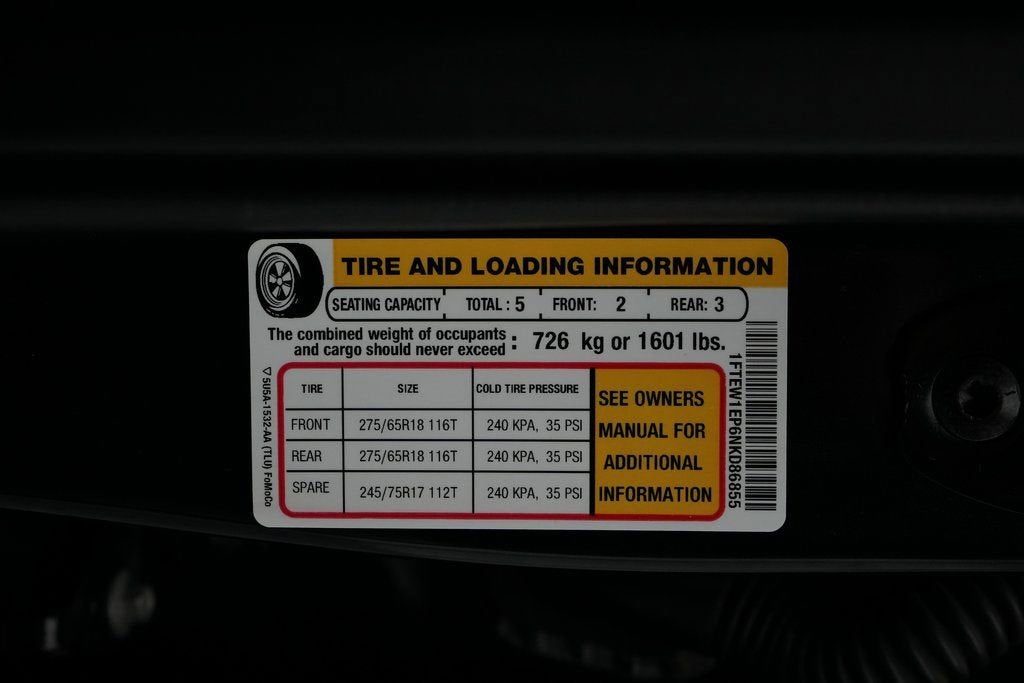 TIRE AND LOADING INFORMATION
SEATING CAPACITY TOTAL : 5 FRONT: 2 REAR: 3
The combined weight of occupants
and cargo should never exceed : 726 kg or 1601 lbs.
TIRE SIZE COLD TIRE PRESSURE
FRONT 275/65R18 116T 240 KPA, 35 PSI
REAR 275/65R18 116T 240 KPA, 35 PSI
SPARE 245/75R17 112T 240 KPA, 35 PSI
SEE OWNERS
MANUAL FOR
ADDITIONAL
INFORMATION
1FTEW1EP6NKD86855
▽5U5A-1532-AA (TLU) FoMoCo